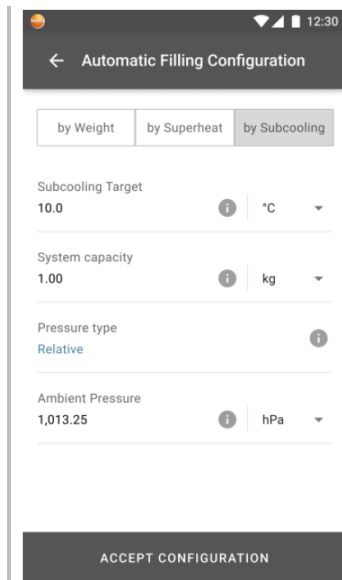 12:30
Automatic Filling Configuration
by Weight by Superheat by Subcooling
Subcooling Target
10.0 °C
System capacity
1.00 kg
Pressure type
Relative
Ambient Pressure
1,013.25 hPa
ACCEPT CONFIGURATION